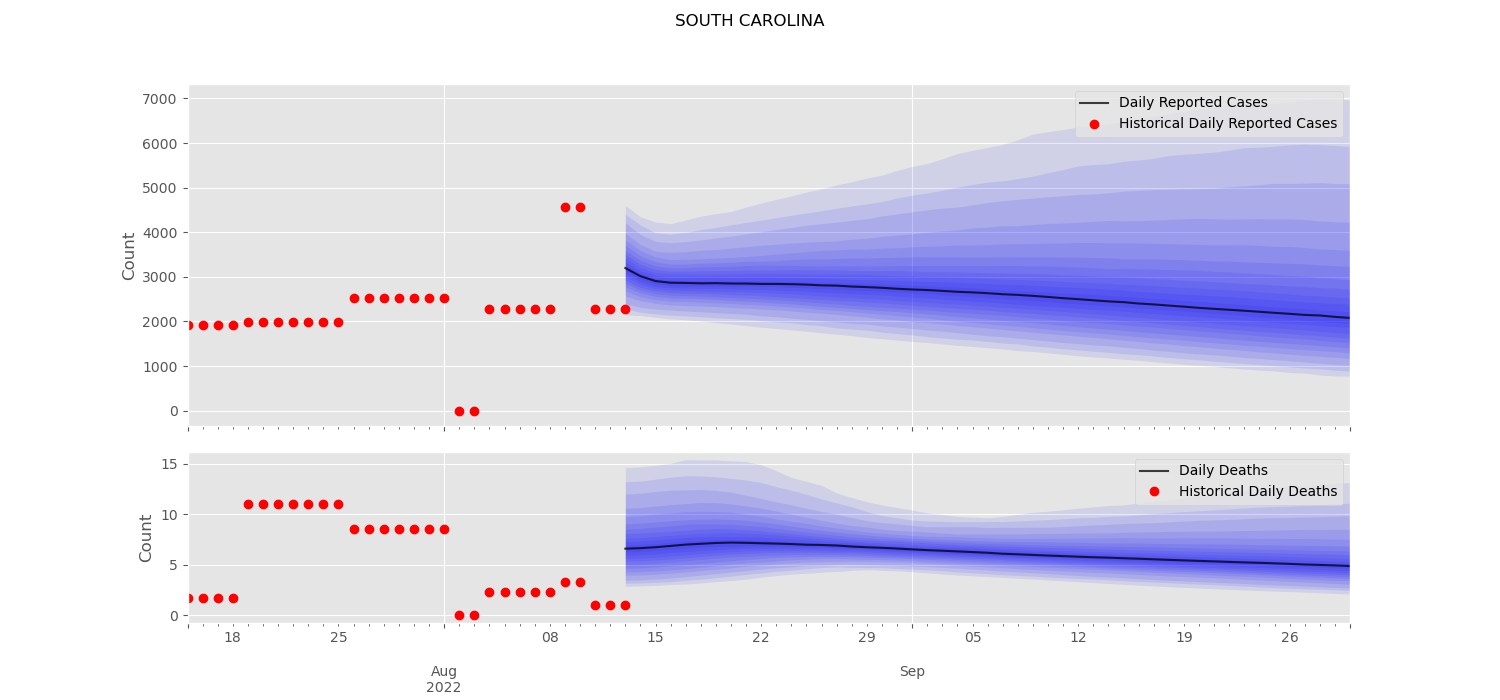 SOUTH CAROLINA
7000
6000
5000
4000
3000
2000
1000
0
Count
Daily Reported Cases
Historical Daily Reported Cases
15
10
5
0
Count
Daily Deaths
Historical Daily Deaths
18 25 08 15 22 29 05 12 19 26
Aug Sep
2022